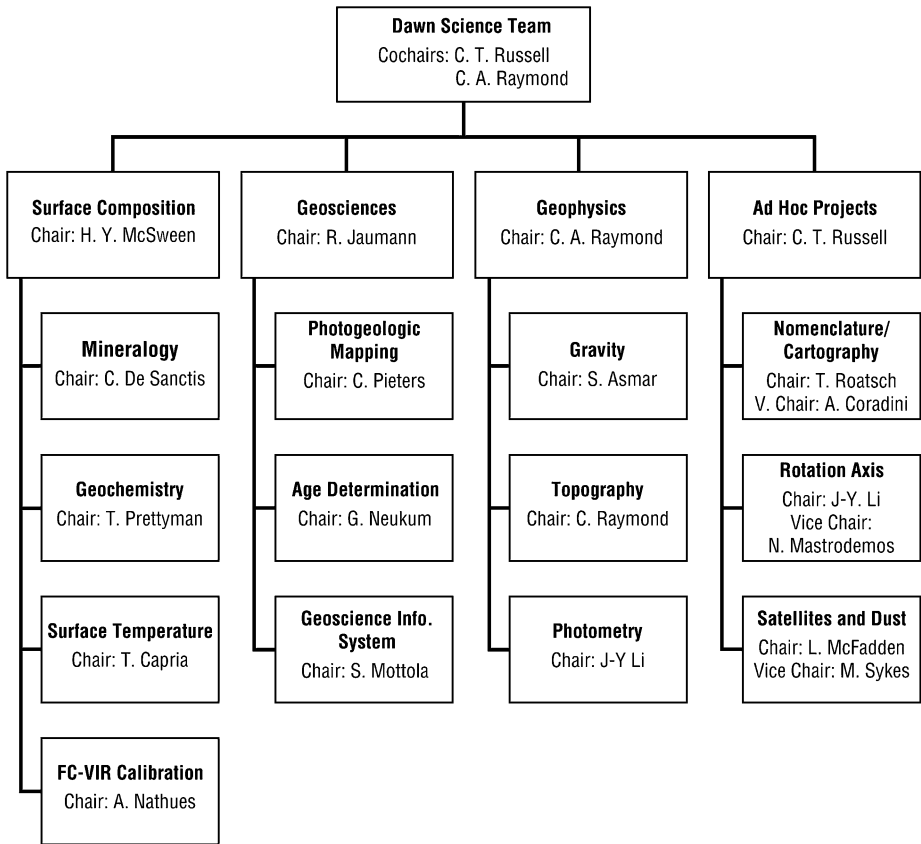 Dawn Science Team
Cochairs: C. T. Russell
C. A. Raymond
Surface Composition
Chair: H. Y. McSween
Geosciences
Chair: R. Jaumann
Geophysics
Chair: C. A. Raymond
Ad Hoc Projects
Chair: C. T. Russell
Mineralogy
Chair: C. De Sanctis
Photogeologic
Mapping
Chair: C. Pieters
Gravity
Chair: S. Asmar
Nomenclature/
Cartography
Chair: T. Roatsch
V. Chair: A. Coradini
Geochemistry
Chair: T. Prettyman
Age Determination
Chair: G. Neukum
Topography
Chair: C. Raymond
Rotation Axis
Chair: J-Y. Li
Vice Chair:
N. Mastrodemos
Surface Temperature
Chair: T. Capria
Geoscience Info.
System
Chair: S. Mottola
Photometry
Chair: J-Y Li
Satellites and Dust
Chair: L. McFadden
Vice Chair: M. Sykes
FC-VIR Calibration
Chair: A. Nathues